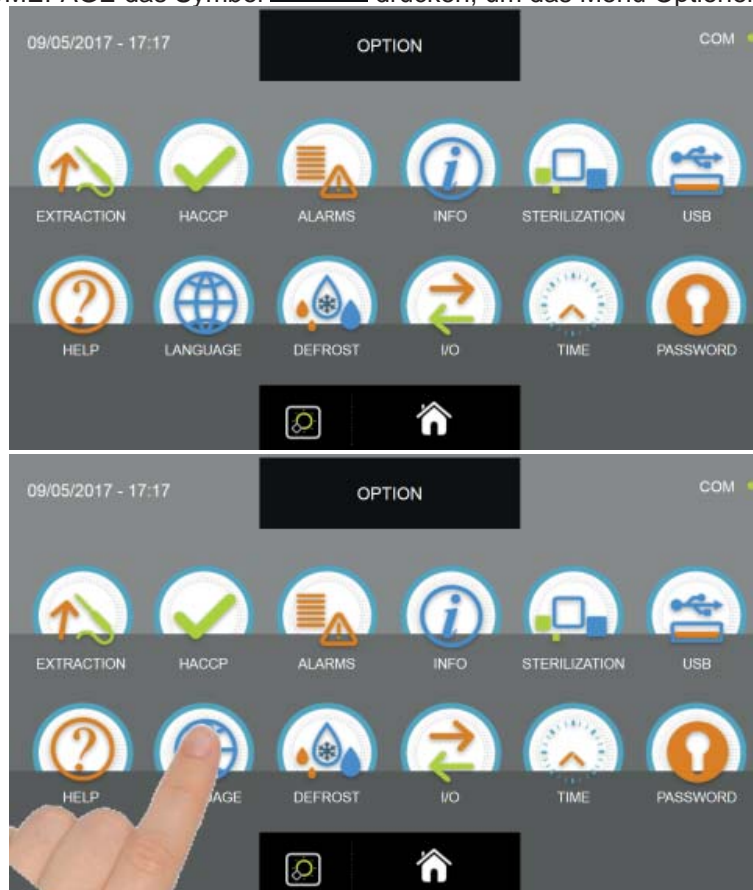 das Symbol drücken, um das Menü
09/05/2017 - 17:17 OPTION COM
EXTRACTION HACCP ALARMS INFO STERILIZATION USB
HELP LANGUAGE DEFROST I/O TIME PASSWORD
09/05/2017 - 17:17 OPTION COM
EXTRACTION HACCP ALARMS INFO STERILIZATION USB
HELP AGE DEFROST I/O TIME PASSWORD